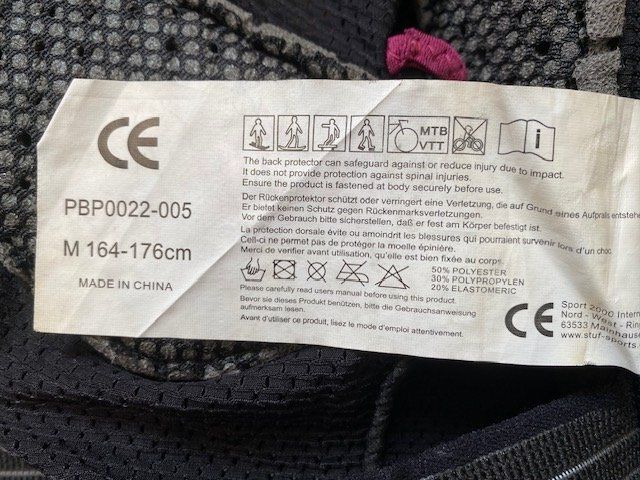 CE
PBP0022-005
M 164-176cm
MADE IN CHINA
MTB
VTT
i
The back protector can safeguard against or reduce injury due to impact.
It does not provide protection against spinal injuries.
Ensure the product is fastened at body securely before use.
Der Rückenprotektor schützt oder verringert eine Verletzung, die auf Grund eines Aufprals entstehe
Er bietet keinen Schutz gegen Rückenmarksverletzungen.
Vor dem Gebrauch bitte sicherstellen, daß er fest am Körper befestigt ist.
La protection dorsale évite ou amoindrit les blessures qui pourraient survenir lors d'un choc
Cell-ci ne permet pas de protéger la moelle épinière.
Merci de verifier avant utilisation, qu'elle est bien fixée au corps.
50% POLYESTER
30% POLYPROPYLEN
20% ELASTOMERIC
Please carefully read users manual before using this product.
Bevor sie dieses Produkt benützen, bitte die Gebrauchsanweisung
aufmerksam lesen.
Avant d'utiliser ce produit, lisez le mode d'emploi attentivement.
CE
Sport 2000 Intern
Nord - West - Rin
63533 Mainhause
www.stuf-sports.